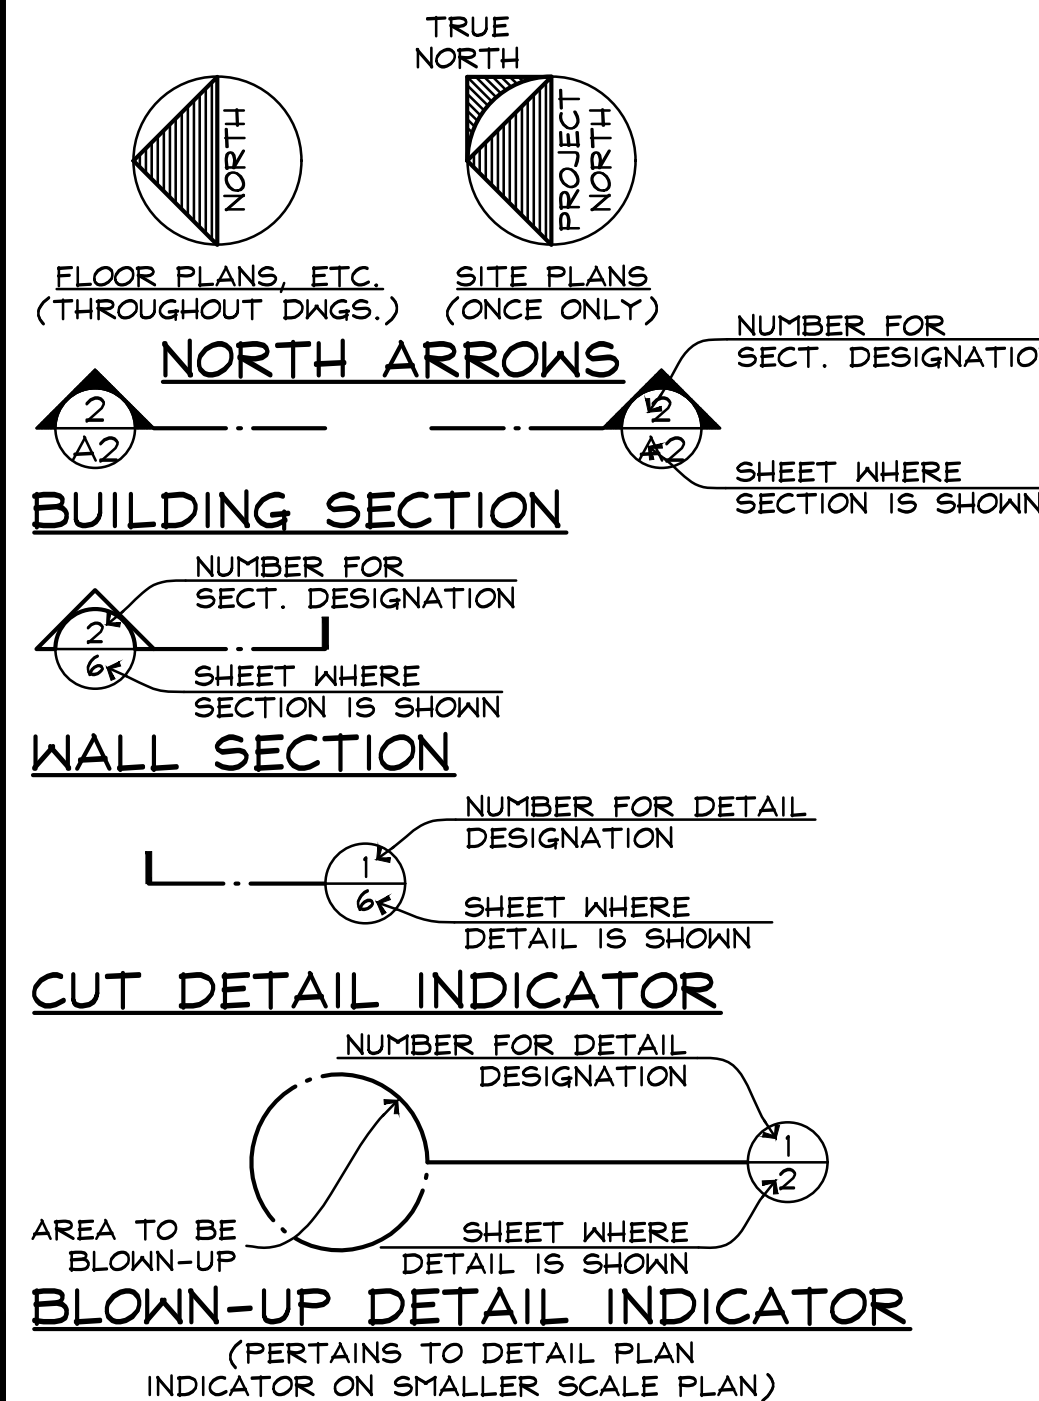 TRUE
NORTH
NORTH
PROJECT
NORTH
FLOOR PLANS, ETC.
(THROUGHOUT DWGS.)
SITE PLANS
(ONCE ONLY)
NORTH ARROWS
NUMBER FOR
SECT. DESIGNATIO
2
A2
2
A2
SHEET WHERE
SECTION IS SHOWN
BUILDING SECTION
NUMBER FOR
SECT. DESIGNATION
2
6
SHEET WHERE
SECTION IS SHOWN
WALL SECTION
NUMBER FOR DETAIL
DESIGNATION
1
6
SHEET WHERE
DETAIL IS SHOWN
CUT DETAIL INDICATOR
NUMBER FOR DETAIL
DESIGNATION
1
2
AREA TO BE
BLOWN-UP
SHEET WHERE
DETAIL IS SHOWN
BLOWN-UP DETAIL INDICATOR
(PERTAINS TO DETAIL PLAN
INDICATOR ON SMALLER SCALE PLAN)